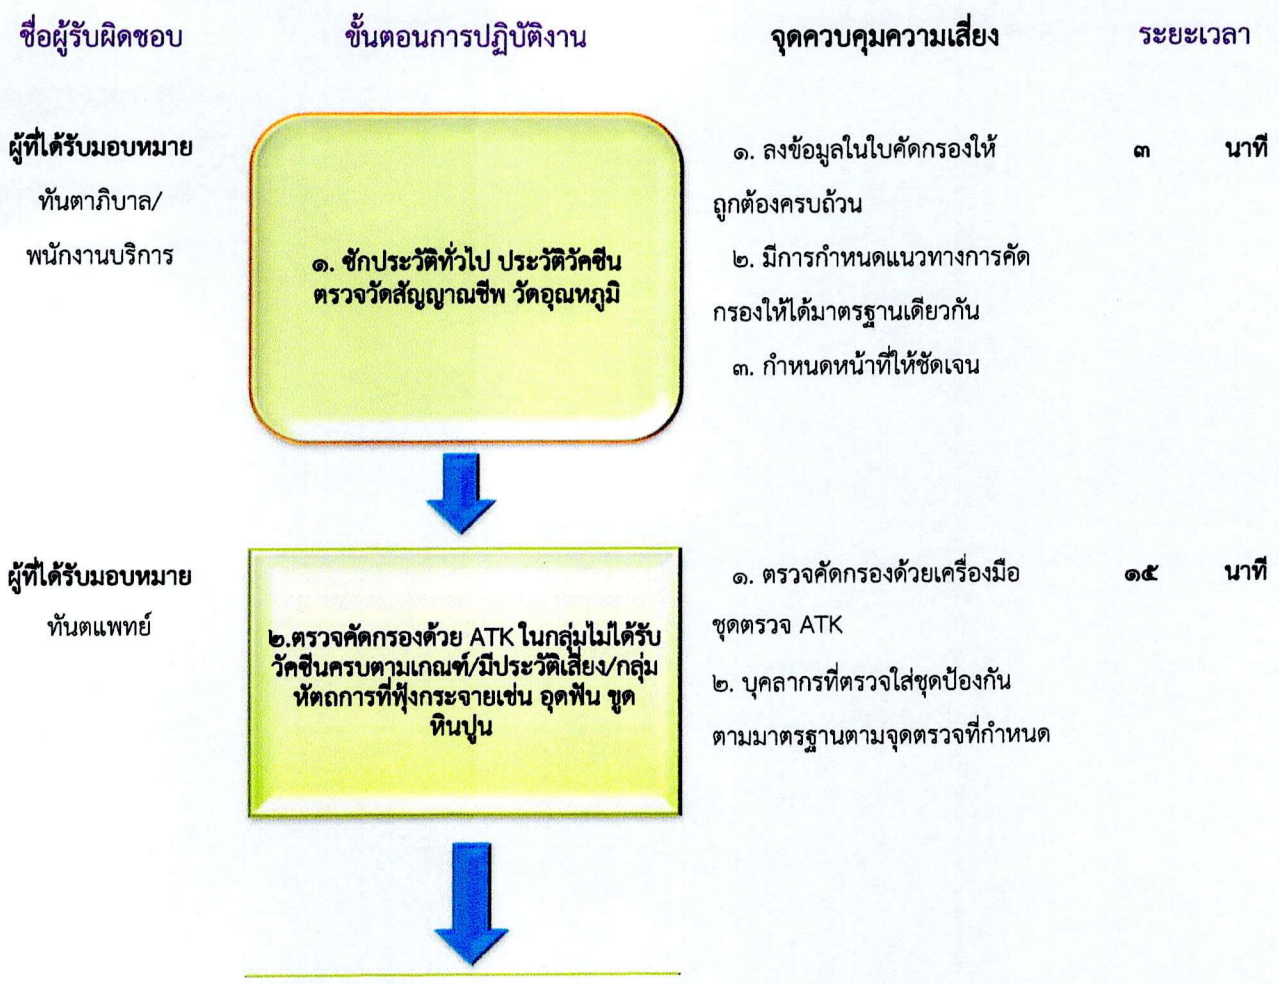 ชื่อผู้รับผิดชอบ ขั้นตอนการปฏิบัติงาน จุดควบคุมความเสี่ยง ระยะเวลา
ผู้ที่ได้รับมอบหมาย
ทันตาภิบาล/
พนักงานบริการ
๑. ซักประวัติทั่วไป ประวัติวัคซีน
ตรวจวัดสัญญาณชีพ วัดอุณหภูมิ
๑. ลงข้อมูลในใบคัดกรองให้
ถูกต้องครบถ้วน
๒. มีการกำหนดแนวทางการคัด
กรองให้ได้มาตรฐานเดียวกัน
๓. กำหนดหน้าที่ให้ชัดเจน
๓ นาที
ผู้ที่ได้รับมอบหมาย
ทันตแพทย์
๒.ตรวจคัดกรองด้วย ATK ในกลุ่มไม่ได้รับ
วัคซีนครบตามเกณฑ์/มีประวัติเสี่ยง/กลุ่ม
หัตถการที่ฟุ้งกระจายเช่น อุดฟัน ขูด
หินปูน
๑. ตรวจคัดกรองด้วยเครื่องมือ
ชุดตรวจ ATK
๒. บุคลากรที่ตรวจใส่ชุดป้องกัน
ตามมาตรฐานตามจุดตรวจที่กำหนด
๑๕ นาที